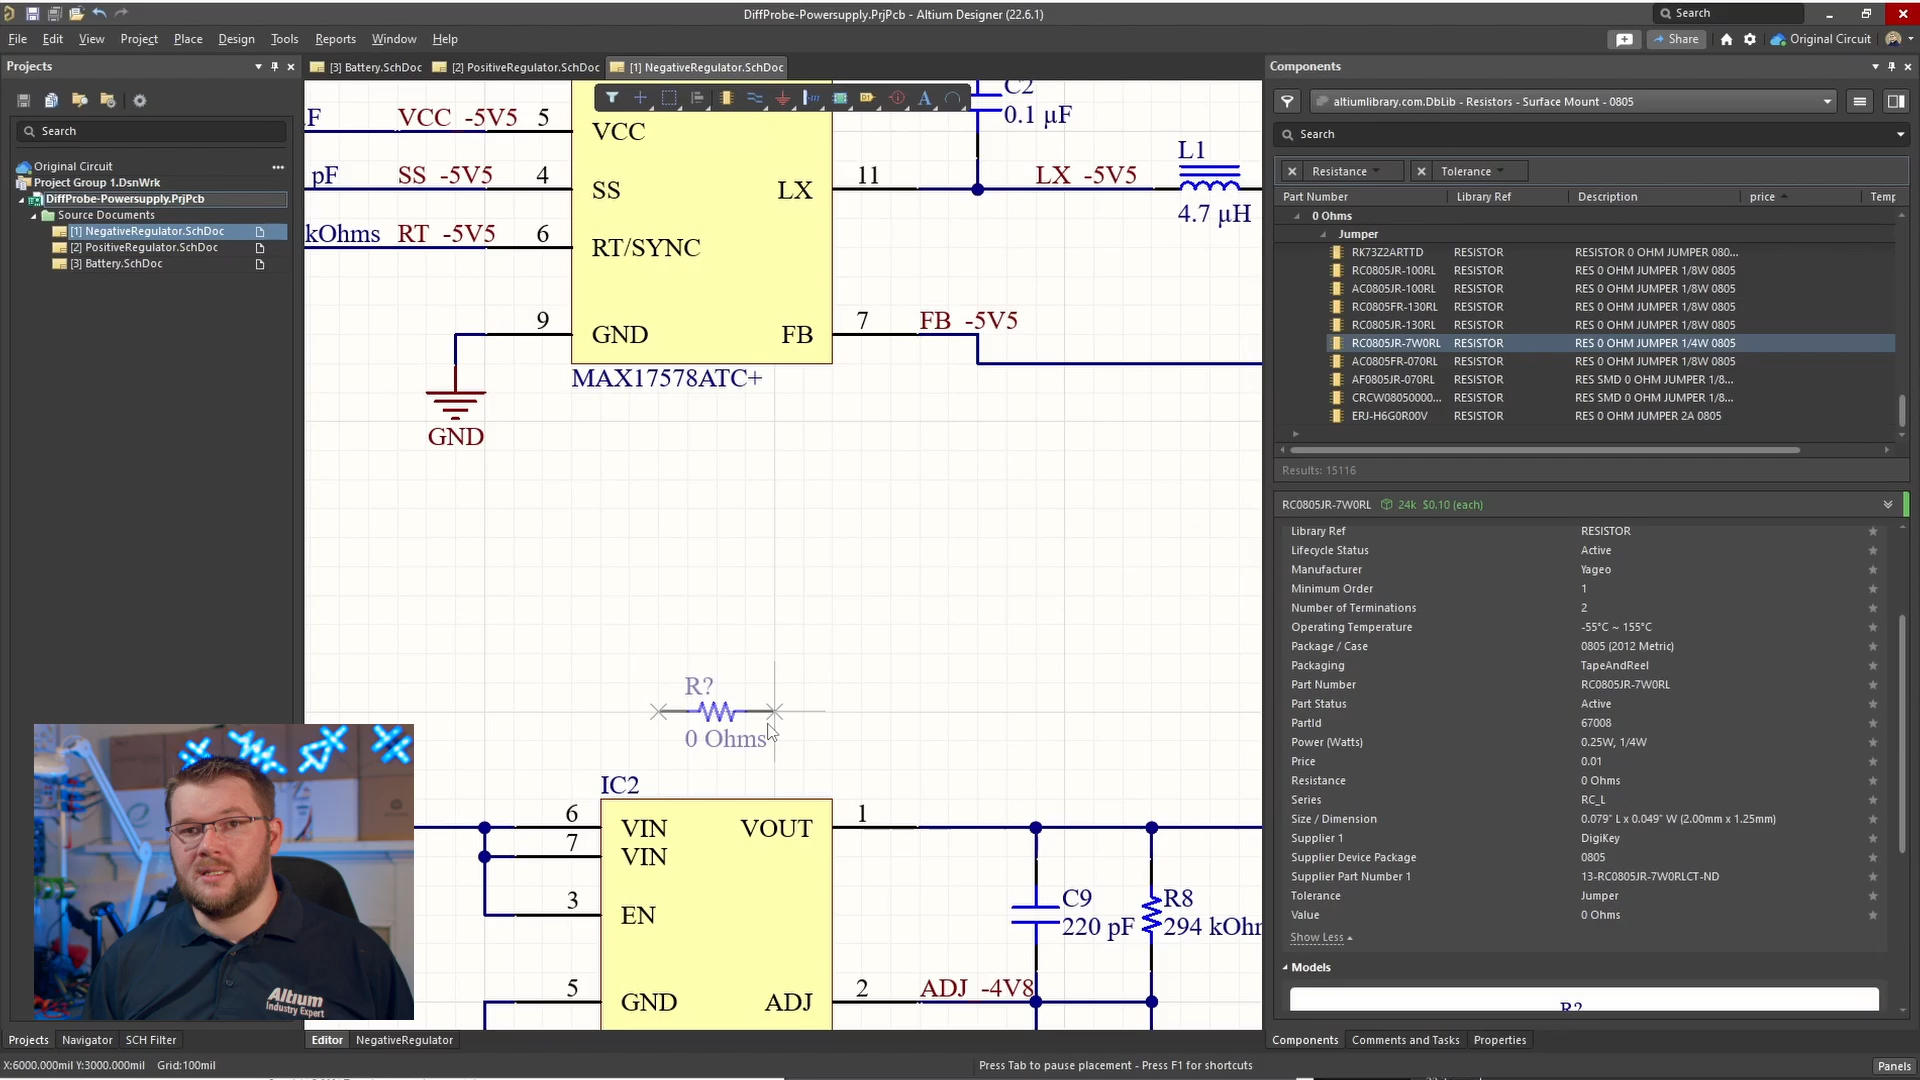 DiffProbe-Powersupply.PrjPcb - Altium Designer (22.6.1)
Search
File Edit View Project Place Design Tools Reports Window Help
Share
Original Circuit
Projects
Search
Original Circuit
Project Group 1.DsnWrk
DiffProbe-Powersupply.PrjPcb
Source Documents
[1] NegativeRegulator.SchDoc
[2] PositiveRegulator.SchDoc
[3] Battery.SchDoc
[3] Battery.SchDoc [2] PositiveRegulator.SchDoc [1] NegativeRegulator.SchDoc
F VCC -5V5 5 VCC
pF SS -5V5 4 SS
kOhms RT -5V5 6 RT/SYNC
9 GND
GND
LX 11 LX -5V5
FB 7 FB -5V5
MAX17578ATC+
C2
0.1 µF
L1
4.7 µH
R?
0 Ohms
IC2
6 VIN VOUT 1
7 VIN
3 EN
5 GND ADJ 2 ADJ -4V8
C9
220 pF
R8
294 kOhr
Altium
Industry Expert
Components
altiumlibrary.com.DbLib - Resistors - Surface Mount - 0805
Search
Resistance Tolerance
Part Number Library Ref Description price Temp
0 Ohms
Jumper
RK73Z2ARTTD RESISTOR RESISTOR 0 OHM JUMPER 080...
RC0805JR-100RL RESISTOR RES 0 OHM JUMPER 1/8W 0805
AC0805JR-100RL RESISTOR RES 0 OHM JUMPER 1/8W 0805
RC0805FR-130RL RESISTOR RES 0 OHM JUMPER 1/8W 0805
RC0805JR-130RL RESISTOR RES 0 OHM JUMPER 1/8W 0805
RC0805JR-7W0RL RESISTOR RES 0 OHM JUMPER 1/4W 0805
AC0805FR-070RL RESISTOR RES 0 OHM JUMPER 1/8W 0805
AF0805JR-070RL RESISTOR RES SMD 0 OHM JUMPER 1/8...
CRCW08050000... RESISTOR RES SMD 0 OHM JUMPER 1/8...
ERJ-H6G0R00V RESISTOR RES 0 OHM JUMPER 2A 0805
Results: 15116
RC0805JR-7W0RL 24k $0.10 (each)
Library Ref RESISTOR
Lifecycle Status Active
Manufacturer Yageo
Minimum Order 1
Number of Terminations 2
Operating Temperature -55°C ~ 155°C
Package / Case 0805 (2012 Metric)
Packaging TapeAndReel
Part Number RC0805JR-7W0RL
Part Status Active
PartId 67008
Power (Watts) 0.25W, 1/4W
Price 0.01
Resistance 0 Ohms
Series RC_L
Size / Dimension 0.079" L x 0.049" W (2.00mm x 1.25mm)
Supplier 1 DigiKey
Supplier Device Package 0805
Supplier Part Number 1 13-RC0805JR-7W0RLCT-ND
Tolerance Jumper
Value 0 Ohms
Show Less
Models
R?
Projects Navigator SCH Filter
Editor NegativeRegulator
Components Comments and Tasks Properties
X:6000.000mil Y:3000.000mil Grid:100mil
Press Tab to pause placement - Press F1 for shortcuts
Panels